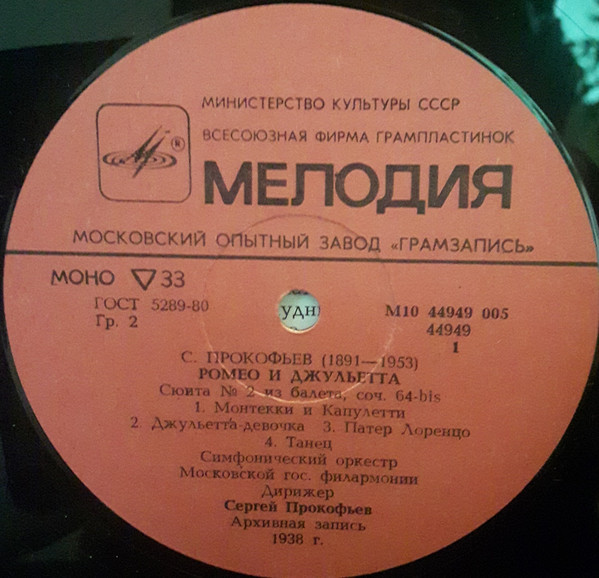 МИНИСТЕРСТВО КУЛЬТУРЫ СССР
ВСЕСОЮЗНАЯ ФИРМА ГРАМПЛАСТИНОК
®
МЕЛОДИЯ
МОСКОВСКИЙ ОПЫТНЫЙ ЗАВОД «ГРАМЗАПИСЬ»
МОНО ▽ 33
ГОСТ 5289-80
Гр. 2
удн
М10 44949 005
44949
1
С. ПРОКОФЬЕВ (1891—1953)
РОМЕО И ДЖУЛЬЕТТА
Сюита № 2 из балета, соч. 64-bis
1. Монтекки и Капулетти
2. Джульетта-девочка 3. Патер Лоренцо
4. Танец
Симфонический оркестр
Московской гос. филармонии
Дирижер
Сергей Прокофьев
Архивная запись
1938 г.